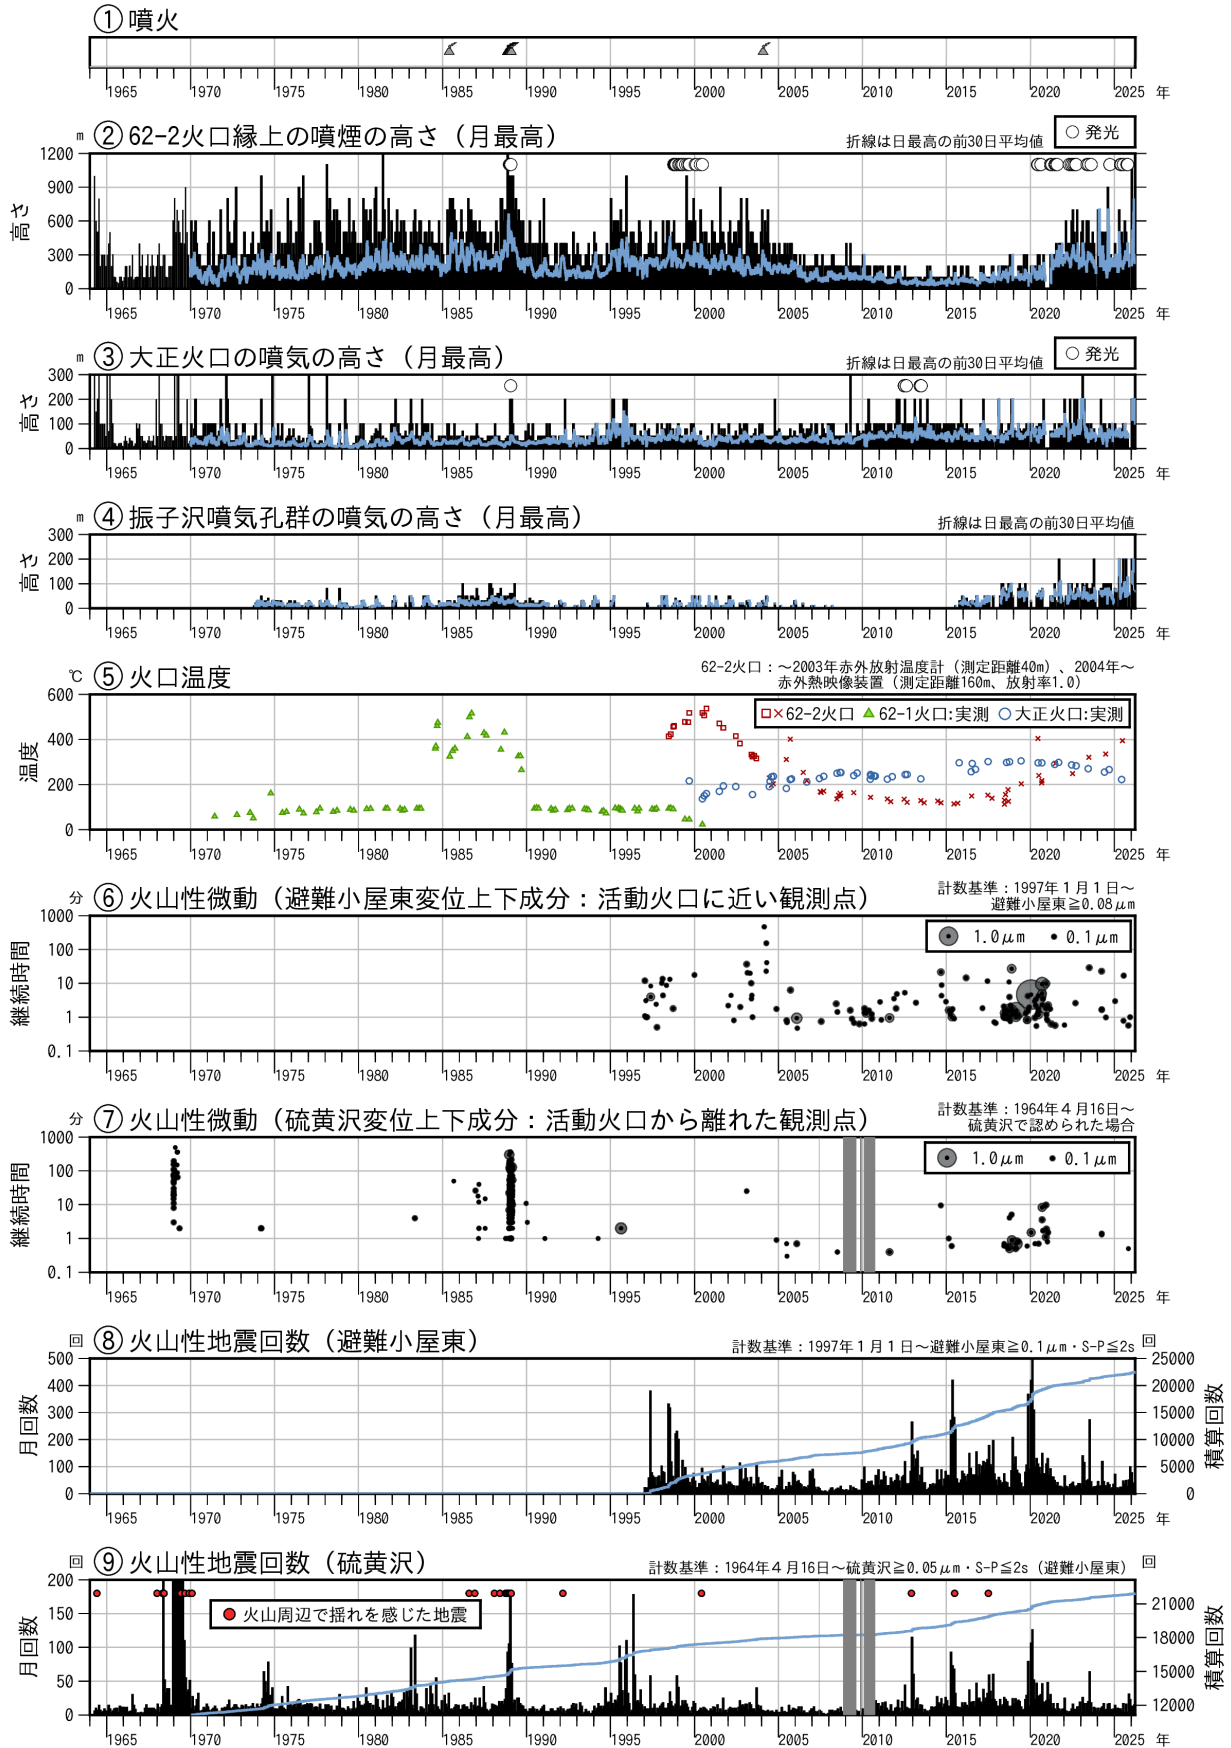 ① 噴火
1965 1970 1975 1980 1985 1990 1995 2000 2005 2010 2015 2020 2025 年
m ② 62-2火口縁上の噴煙の高さ（月最高）
折線は日最高の前30日平均値
○ 発光
高さ
1200
900
600
300
0
1965 1970 1975 1980 1985 1990 1995 2000 2005 2010 2015 2020 2025 年
m ③ 大正火口の噴気の高さ（月最高）
折線は日最高の前30日平均値
○ 発光
高さ
300
200
100
0
1965 1970 1975 1980 1985 1990 1995 2000 2005 2010 2015 2020 2025 年
m ④ 振子沢噴気孔群の噴気の高さ（月最高）
折線は日最高の前30日平均値
高さ
300
200
100
0
1965 1970 1975 1980 1985 1990 1995 2000 2005 2010 2015 2020 2025 年
℃ ⑤ 火口温度
62-2火口：～2003年赤外放射温度計（測定距離40m）、2004年～
赤外熱映像装置（測定距離160m、放射率1.0）
□×62-2火口 △62-1火口:実測 ○大正火口:実測
温度
600
400
200
0
1965 1970 1975 1980 1985 1990 1995 2000 2005 2010 2015 2020 2025 年
分 ⑥ 火山性微動（避難小屋東変位上下成分：活動火口に近い観測点）
計数基準：1997年１月１日～
避難小屋東≧0.08μm
1.0μm 0.1μm
継続時間
1000
100
10
1
0.1
1965 1970 1975 1980 1985 1990 1995 2000 2005 2010 2015 2020 2025 年
分 ⑦ 火山性微動（硫黄沢変位上下成分：活動火口から離れた観測点）
計数基準：1964年４月16日～
硫黄沢で認められた場合
1.0μm 0.1μm
継続時間
1000
100
10
1
0.1
1965 1970 1975 1980 1985 1990 1995 2000 2005 2010 2015 2020 2025 年
回 ⑧ 火山性地震回数（避難小屋東）
計数基準：1997年１月１日～避難小屋東≧0.1μm・S-P≦2s 回
月回数
500
400
300
200
100
0
積算回数
25000
20000
15000
10000
5000
0
1965 1970 1975 1980 1985 1990 1995 2000 2005 2010 2015 2020 2025 年
回 ⑨ 火山性地震回数（硫黄沢）
計数基準：1964年４月16日～硫黄沢≧0.05μm・S-P≦2s（避難小屋東） 回
火山周辺で揺れを感じた地震
月回数
200
150
100
50
0
積算回数
21000
18000
15000
12000
1965 1970 1975 1980 1985 1990 1995 2000 2005 2010 2015 2020 2025 年